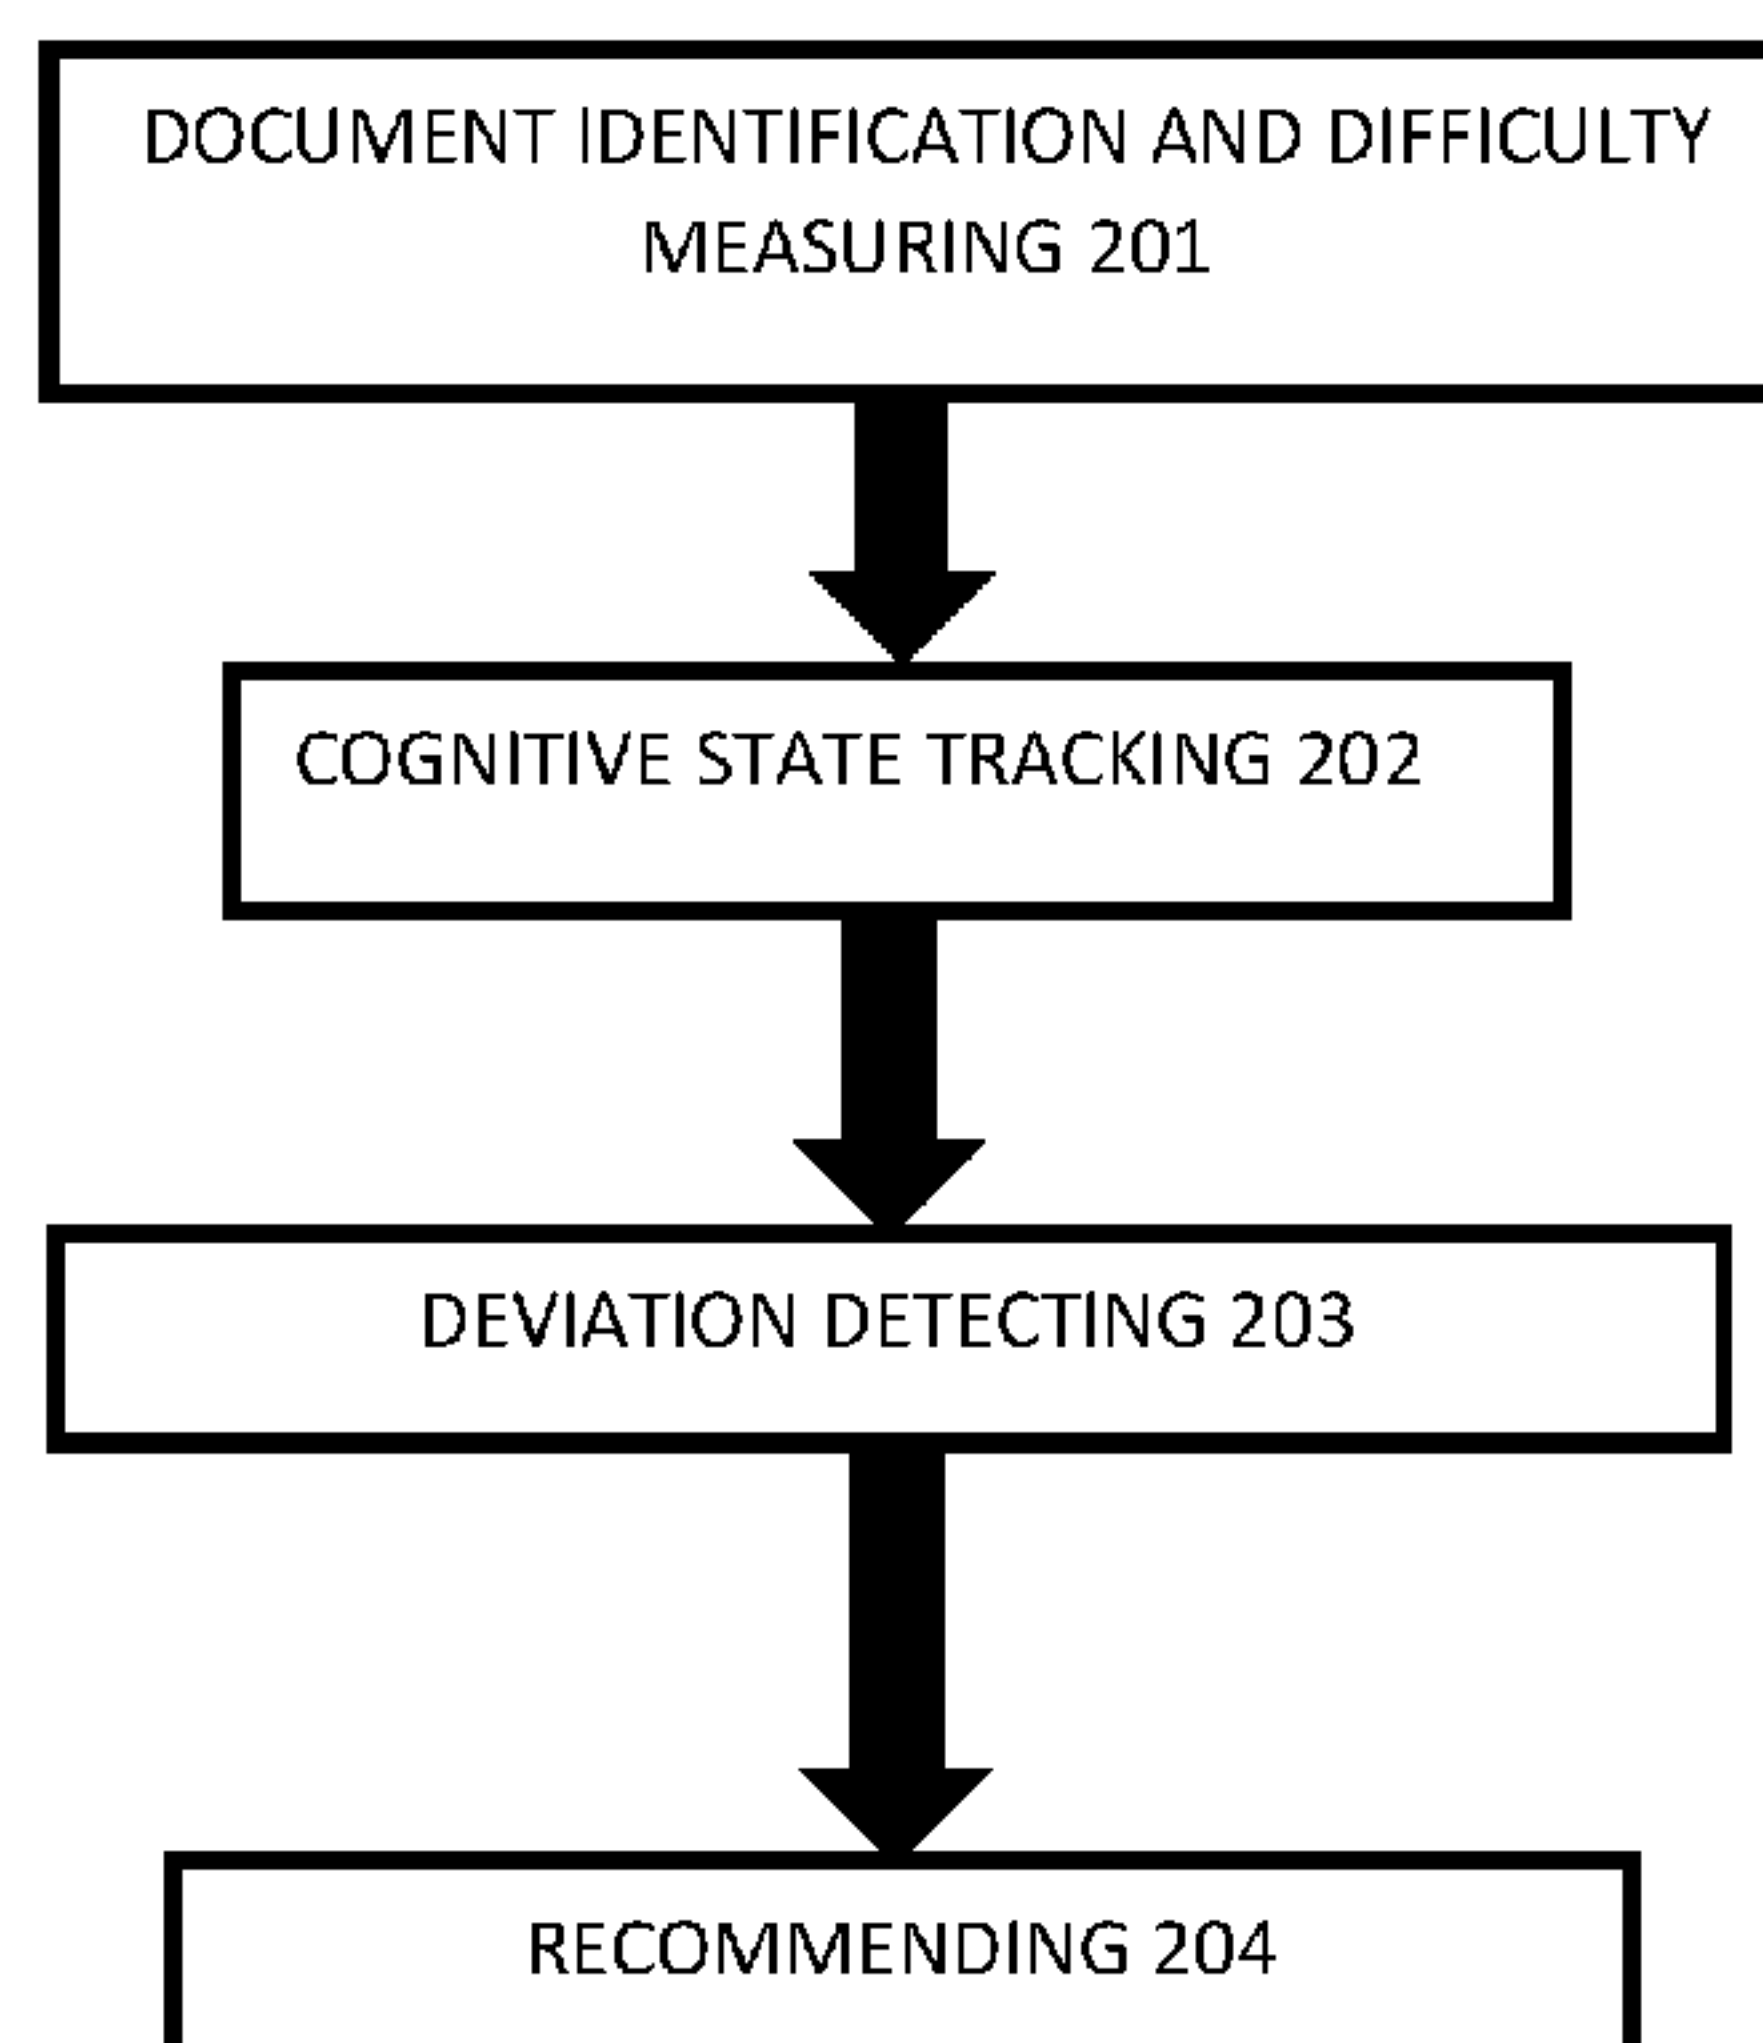 DOCUMENT IDENTIFICATION AND DIFFICULTY
MEASURING 201
COGNITIVE STATE TRACKING 202
DEVIATION DETECTING 203
RECOMMENDING 204